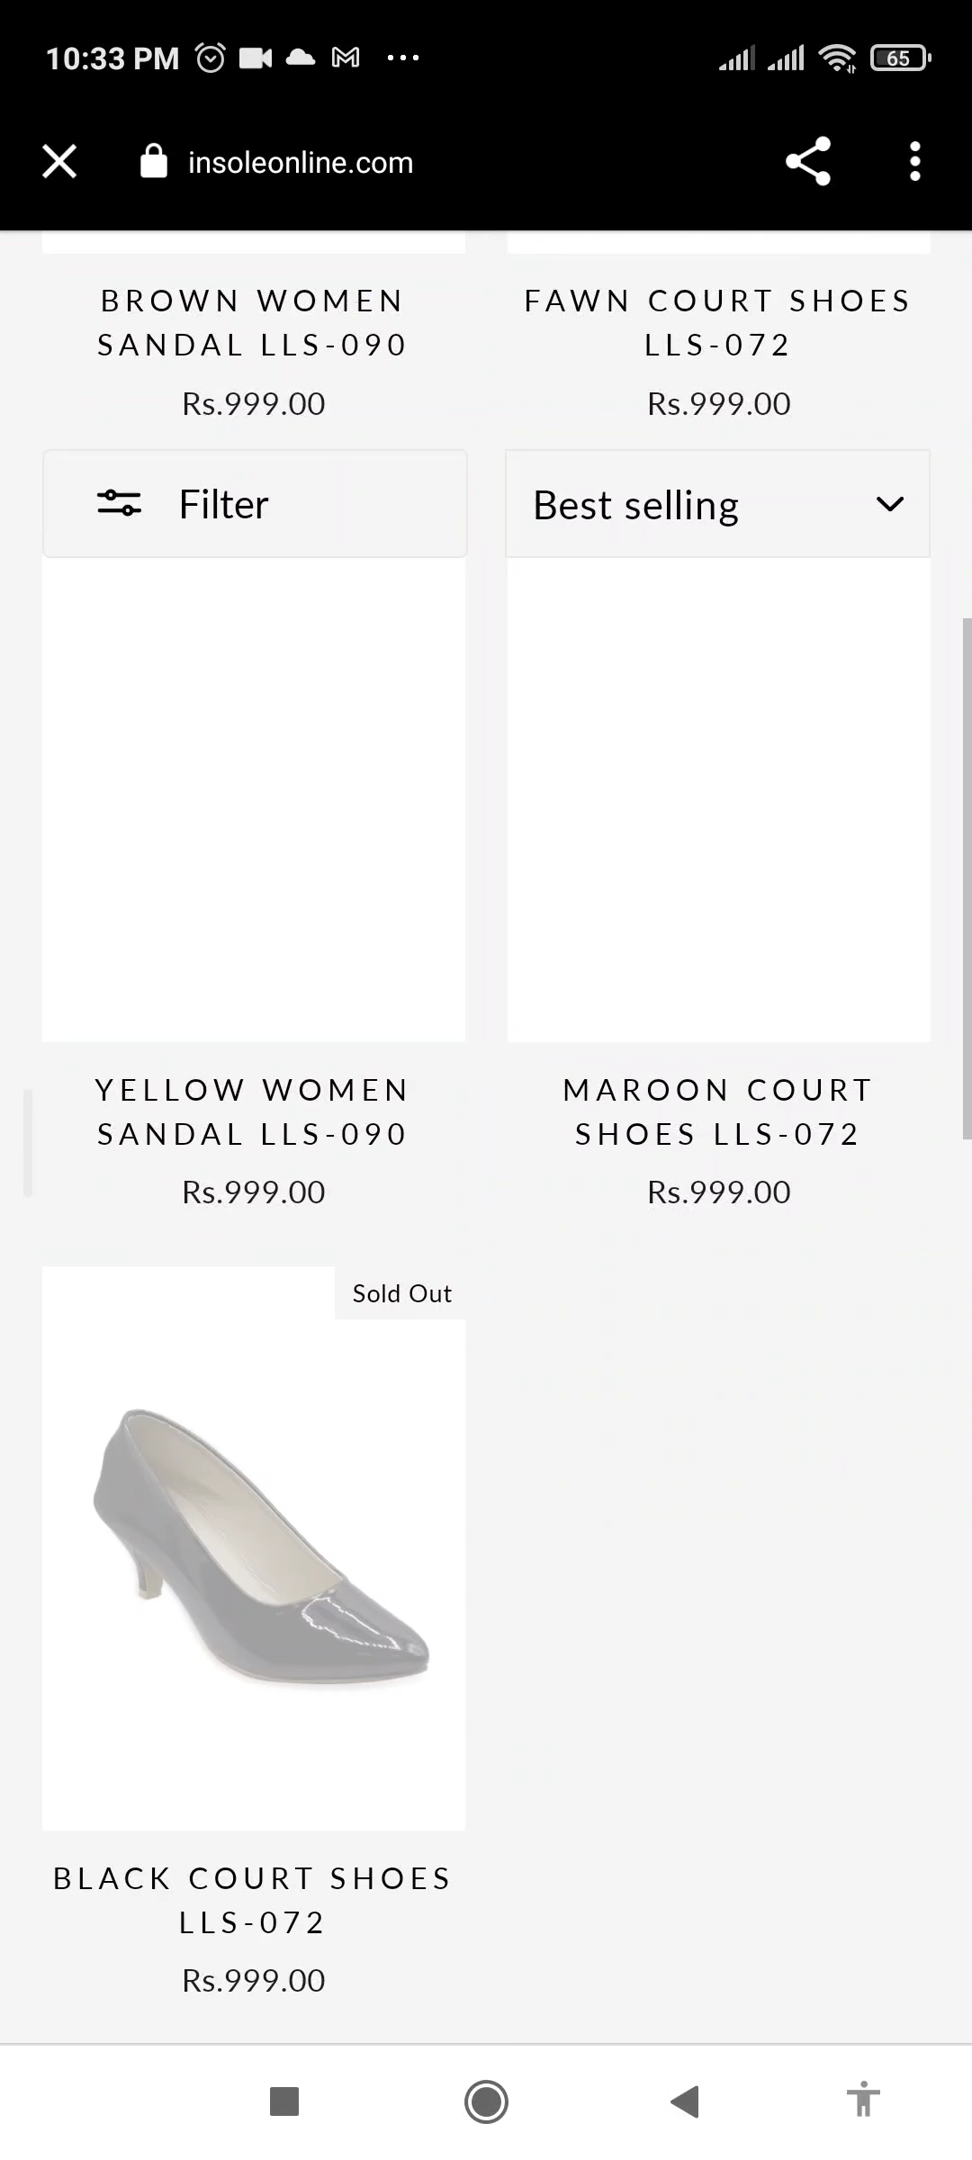 10:33 PM
65
insoleonline.com
BROWN WOMEN
SANDAL LLS-090
Rs.999.00
FAWN COURT SHOES
LLS-072
Rs.999.00
Filter
Best selling
YELLOW WOMEN
SANDAL LLS-090
Rs.999.00
MAROON COURT
SHOES LLS-072
Rs.999.00
Sold Out
BLACK COURT SHOES
LLS-072
Rs.999.00